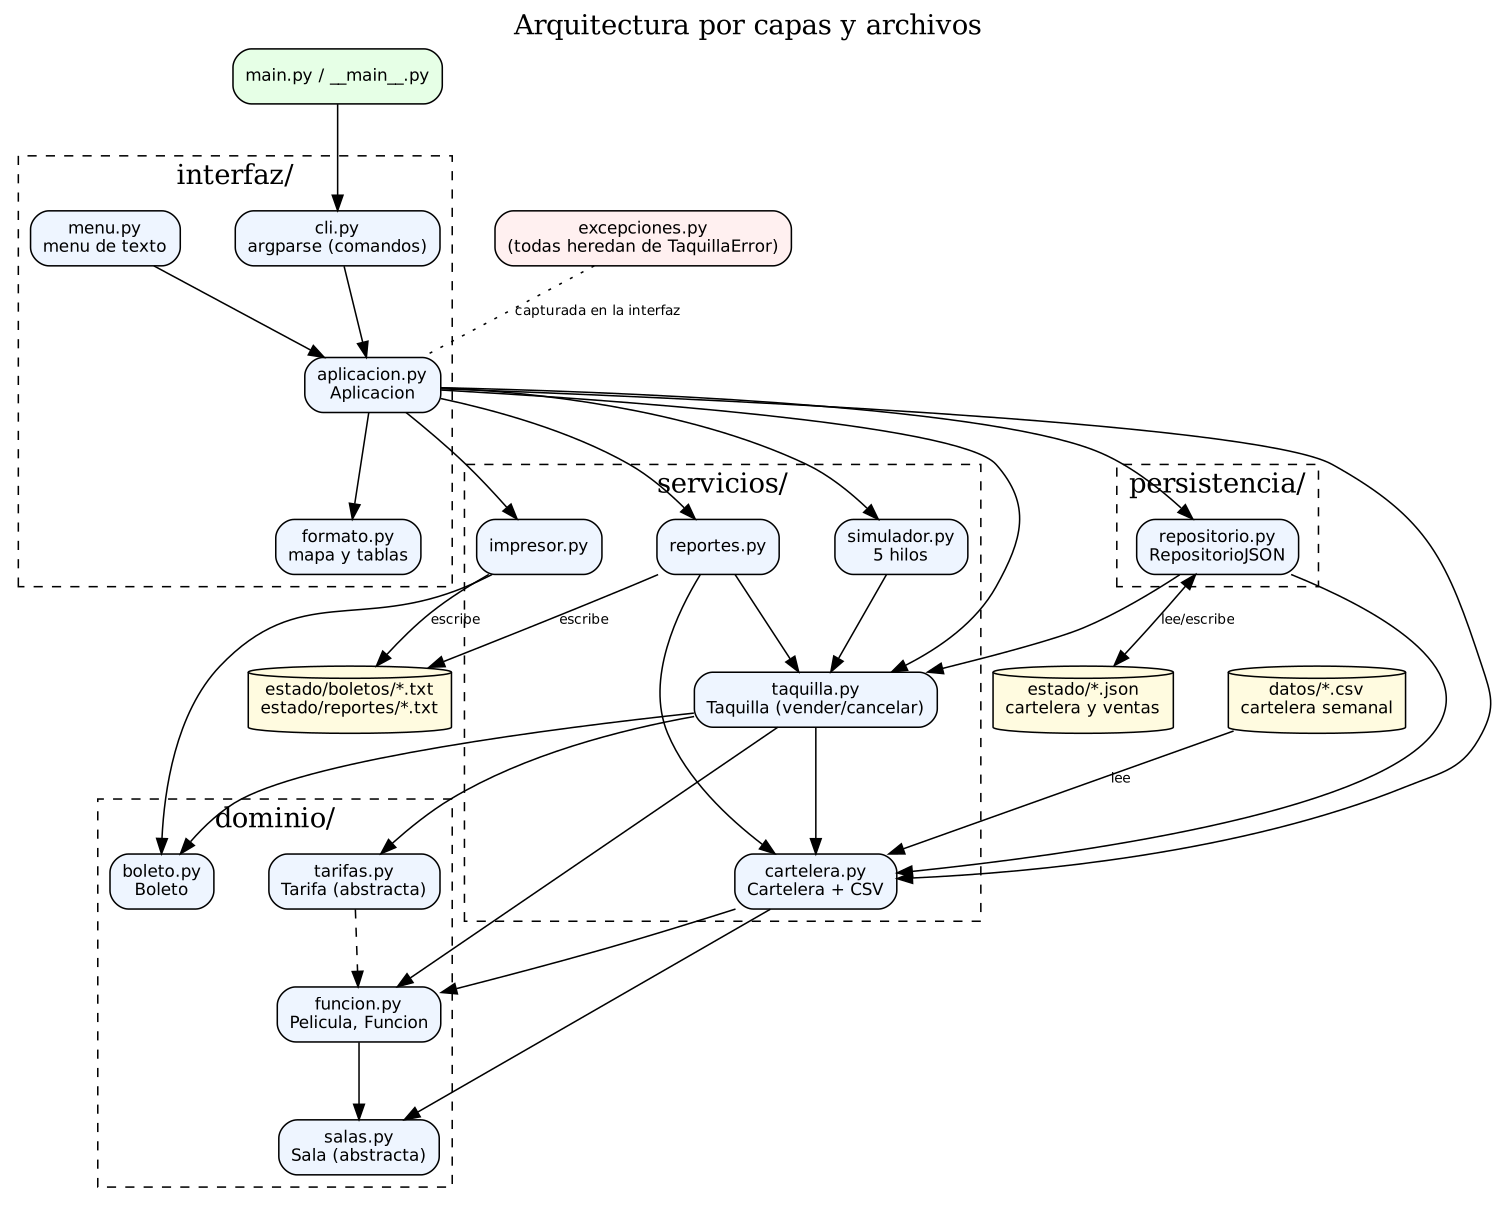 Arquitectura por capas y archivos
main.py / __main__.py
interfaz/
menu.py
menu de texto
cli.py
argparse (comandos)
excepciones.py
(todas heredan de TaquillaError)
capturada en la interfaz
aplicacion.py
Aplicacion
servicios/
persistencia/
formato.py
mapa y tablas
impresor.py
reportes.py
simulador.py
5 hilos
repositorio.py
RepositorioJSON
escribe
escribe
lee/escribe
estado/boletos/*.txt
estado/reportes/*.txt
taquilla.py
Taquilla (vender/cancelar)
estado/*.json
cartelera y ventas
datos/*.csv
cartelera semanal
lee
dominio/
boleto.py
Boleto
tarifas.py
Tarifa (abstracta)
cartelera.py
Cartelera + CSV
funcion.py
Pelicula, Funcion
salas.py
Sala (abstracta)